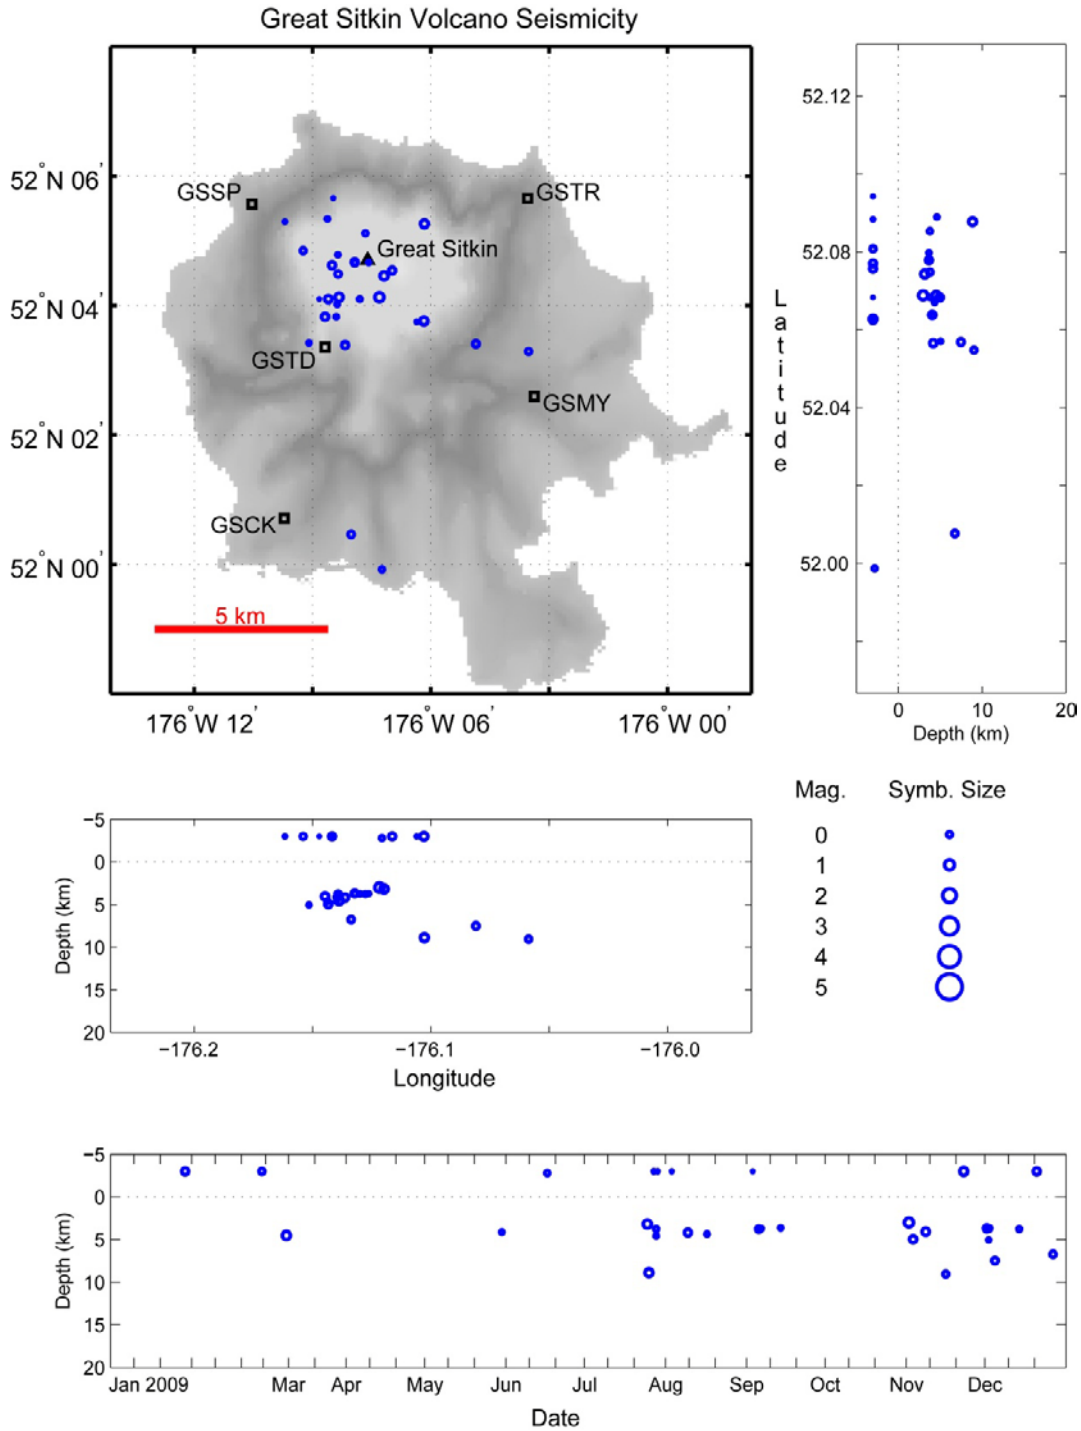 Great Sitkin Volcano Seismicity
52°N 06'
52°N 04'
52°N 02'
52°N 00'
GSSP
GSTR
Great Sitkin
GSTD
GSMY
GSCK
5 km
176°W 12'
176°W 06'
176°W 00'
Latitude
52.12
52.08
52.04
52.00
0
10
20
Depth (km)
Mag.
Symb. Size
0
1
2
3
4
5
Depth (km)
−5
0
5
10
15
20
−176.2
−176.1
−176.0
Longitude
Depth (km)
−5
0
5
10
15
20
Jan 2009
Mar
Apr
May
Jun
Jul
Aug
Sep
Oct
Nov
Dec
Date